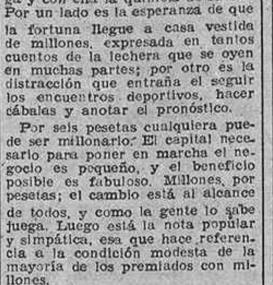 Por un lado es la esperanza de que
la fortuna llegue a casa vestida
de millones, expresada en tantos
cuentos de la lechera que se oyen
en muchas partes; por otro es la
distracción que entraña el seguir
los encuentros deportivos, hacer
cábalas y anotar el pronóstico.
Por seis pesetas cualquiera pue-
de ser millonario. El capital nece-
sario para poner en marcha el ne-
gocio es pequeño, y el beneficio
posible es fabuloso. Millones por
pesetas; el cambio está al alcance
de todos, y como la gente lo sabe
juega. Luego está la nota popular
y simpática, esa que hace referen-
cia a la condición modesta de la
mayoría de los premiados con mi-
llones.